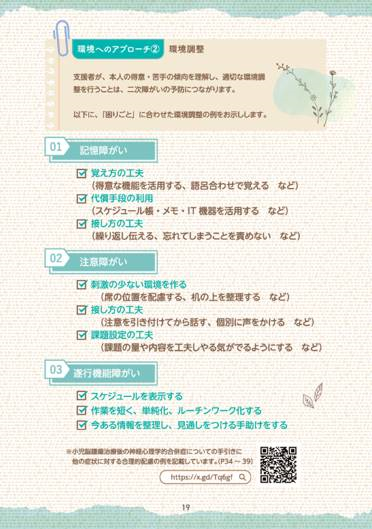 環境へのアプローチ② 環境調整
支援者が、本人の得意・苦手の傾向を理解し、適切な環境調
整を行うことは、二次障がいの予防につながります。
以下に、「困りごと」に合わせた環境調整の例をお示しします。
01 記憶障がい
覚え方の工夫
(得意な機能を活用する、語呂合わせで覚える など)
代償手段の利用
(スケジュール帳・メモ・IT 機器を活用する など)
接し方の工夫
(繰り返し伝える、忘れてしまうことを責めない など)
02 注意障がい
刺激の少ない環境を作る
(席の位置を配慮する、机の上を整理する など)
接し方の工夫
(注意を引き付けてから話す、個別に声をかける など)
課題設定の工夫
(課題の量や内容を工夫しやる気がでるようにする など)
03 遂行機能障がい
スケジュールを表示する
作業を短く、単純化、ルーチンワーク化する
今ある情報を整理し、見通しをつける手助けをする
※小児脳腫瘍治療後の神経心理学的合併症についての手引きに
他の症状に対する合理的配慮の例を記載しています。(P34 ～ 39)
https://x.gd/Tq6gf
19